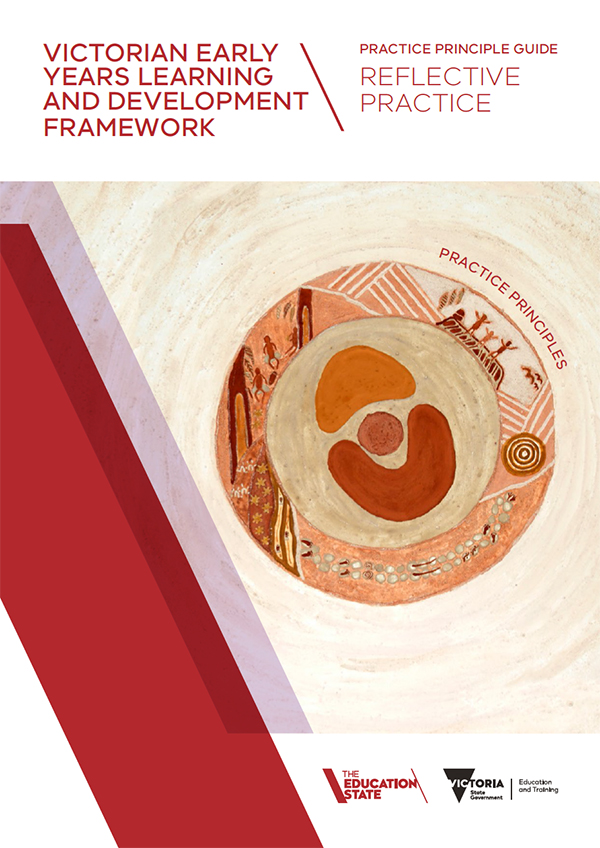 VICTORIAN EARLY
YEARS LEARNING
AND DEVELOPMENT
FRAMEWORK
PRACTICE PRINCIPLE GUIDE
REFLECTIVE
PRACTICE
PRACTICE PRINCIPLES
THE
EDUCATION
STATE
VICTORIA
State
Government
Education
and Training